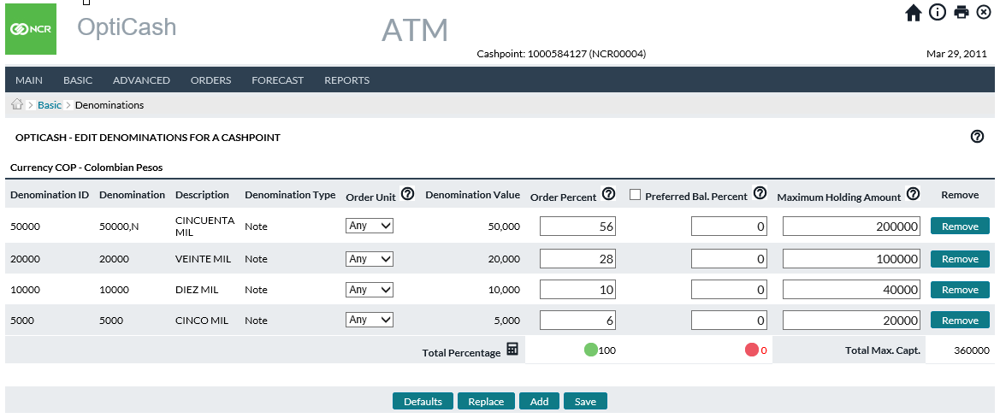 NCR
OptiCash
ATM
Cashpoint: 1000584127 (NCR00004)
Mar 29, 2011
MAIN BASIC ADVANCED ORDERS FORECAST REPORTS
> Basic > Denominations
OPTICASH - EDIT DENOMINATIONS FOR A CASHPOINT
Currency COP - Colombian Pesos
Denomination ID Denomination Description Denomination Type Order Unit Denomination Value Order Percent Preferred Bal. Percent Maximum Holding Amount Remove
50000 50000,N CINCUENTA MIL Note Any 50,000 56 0 200000 Remove
20000 20000 VEINTE MIL Note Any 20,000 28 0 100000 Remove
10000 10000 DIEZ MIL Note Any 10,000 10 0 40000 Remove
5000 5000 CINCO MIL Note Any 5,000 6 0 20000 Remove
Total Percentage 100 0 Total Max. Capt. 360000
Defaults Replace Add Save